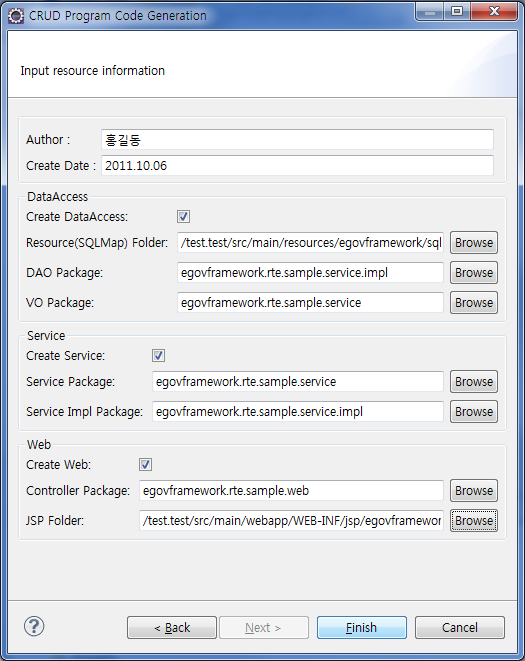 CRUD Program Code Generation
Input resource information
Author : 홍길동
Create Date : 2011.10.06
DataAccess
Create DataAccess:
Resource(SQLMap) Folder: /test.test/src/main/resources/egovframework/sql Browse
DAO Package: egovframework.rte.sample.service.impl Browse
VO Package: egovframework.rte.sample.service Browse
Service
Create Service:
Service Package: egovframework.rte.sample.service Browse
Service Impl Package: egovframework.rte.sample.service.impl Browse
Web
Create Web:
Controller Package: egovframework.rte.sample.web Browse
JSP Folder: /test.test/src/main/webapp/WEB-INF/jsp/egovframewor Browse
? < Back Next > Finish Cancel